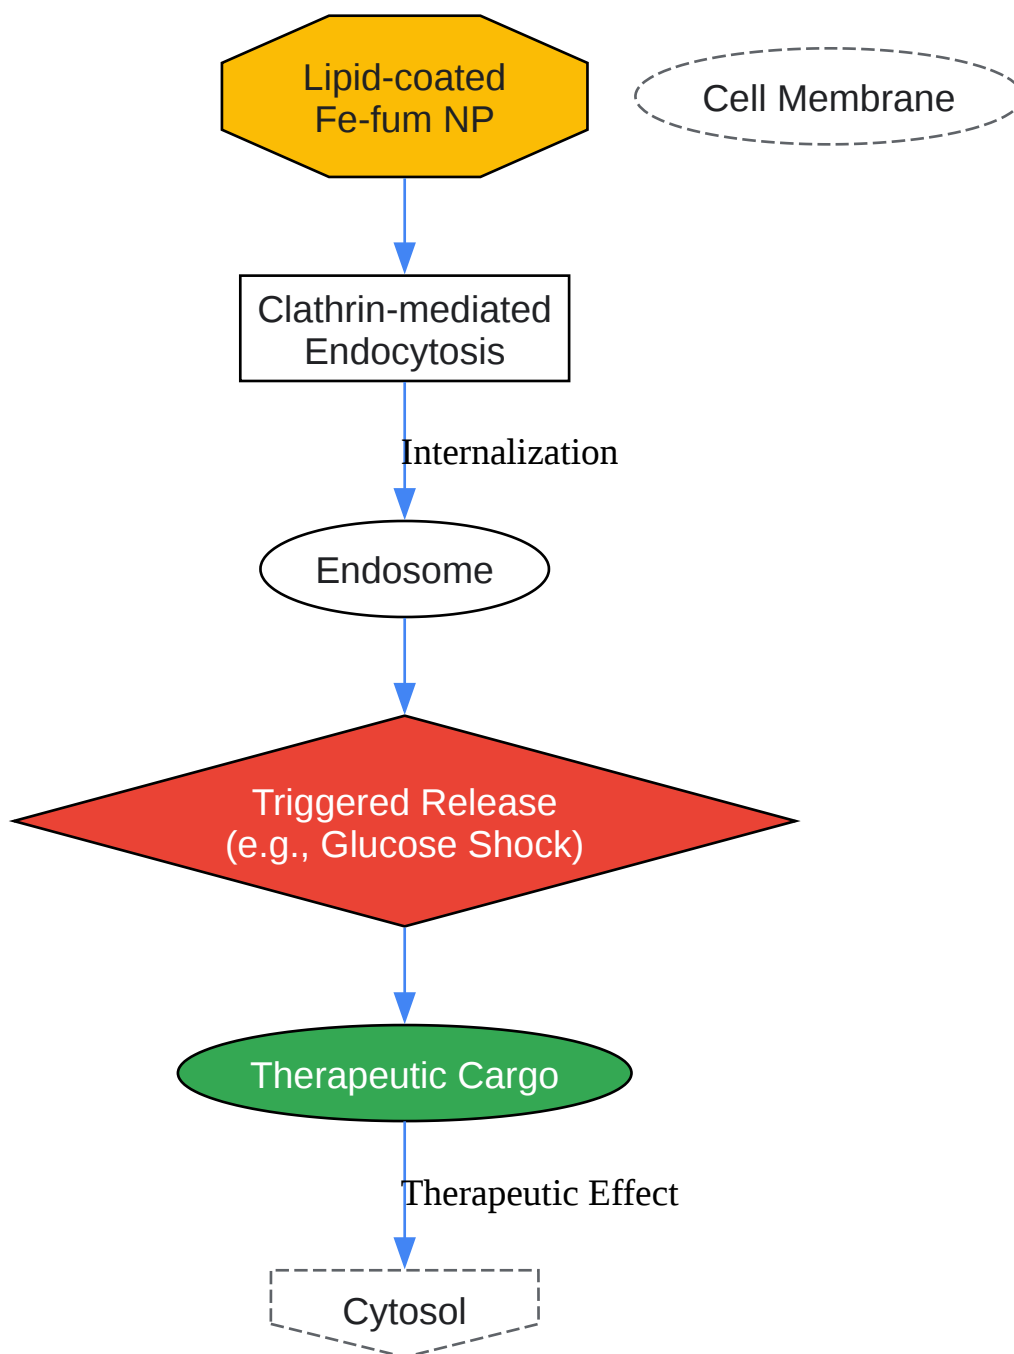 Lipid-coated
Fe-fum NP
Cell Membrane
Clathrin-mediated
Endocytosis
Internalization
Endosome
Triggered Release
(e.g., Glucose Shock)
Therapeutic Cargo
Therapeutic Effect
Cytosol